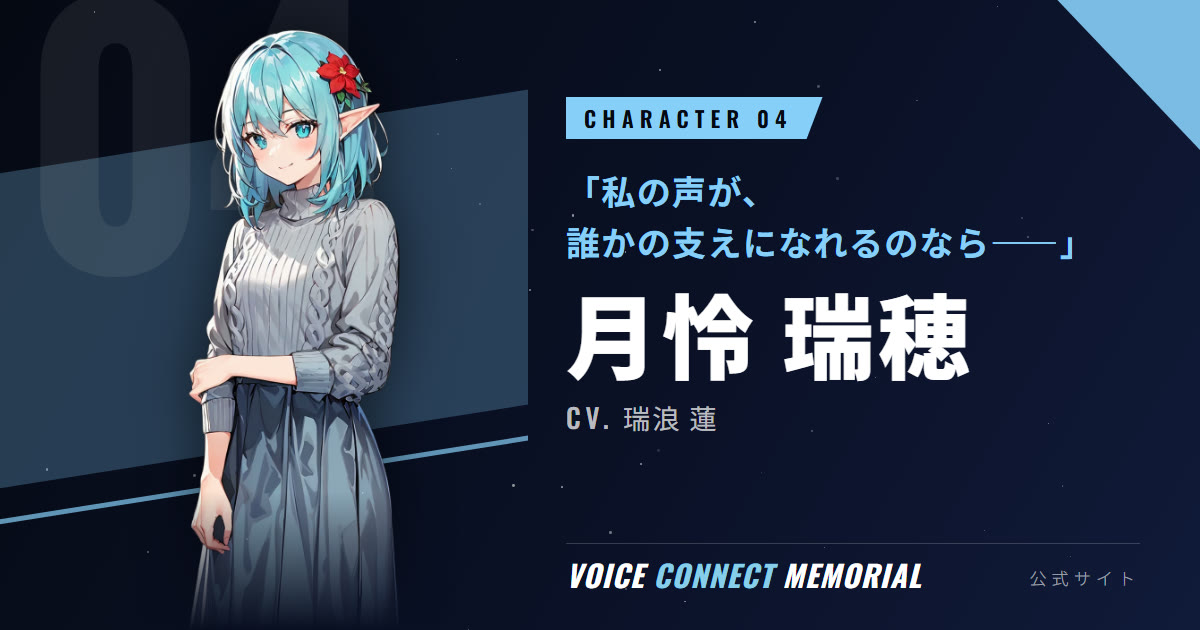 04
CHARACTER 04
「私の声が、
誰かの支えになれるのなら──」
月怜 瑞穂
CV. 瑞浪 蓮
VOICE CONNECT MEMORIAL
公式サイト